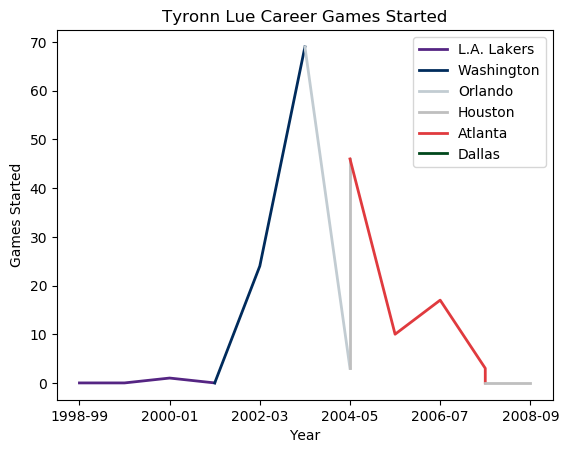 Tyronn Lue Career Games Started
Games Started
70
60
50
40
30
20
10
0
L.A. Lakers
Washington
Orlando
Houston
Atlanta
Dallas
1998-99 2000-01 2002-03 2004-05 2006-07 2008-09
Year